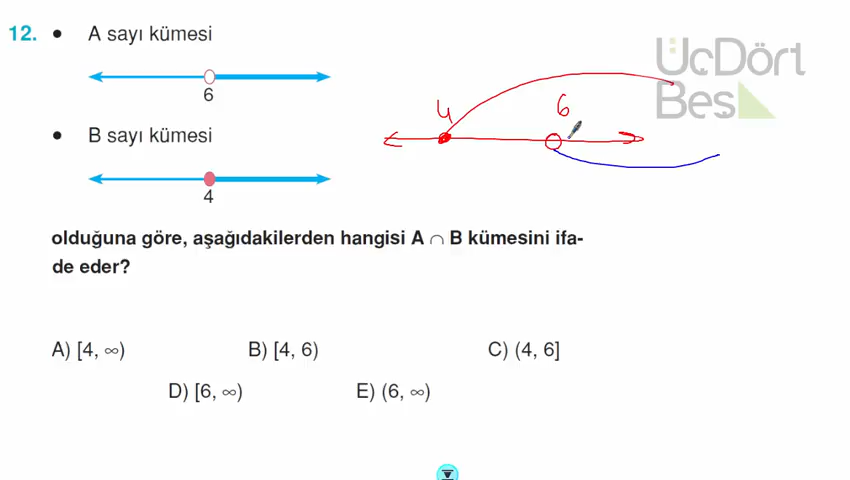 12. • A sayı kümesi
6
• B sayı kümesi
4
4 6
ÜçDört
Beş
olduğuna göre, aşağıdakilerden hangisi A ∩ B kümesini ifa-
de eder?
A) [4, ∞) B) [4, 6) C) (4, 6]
D) [6, ∞) E) (6, ∞)